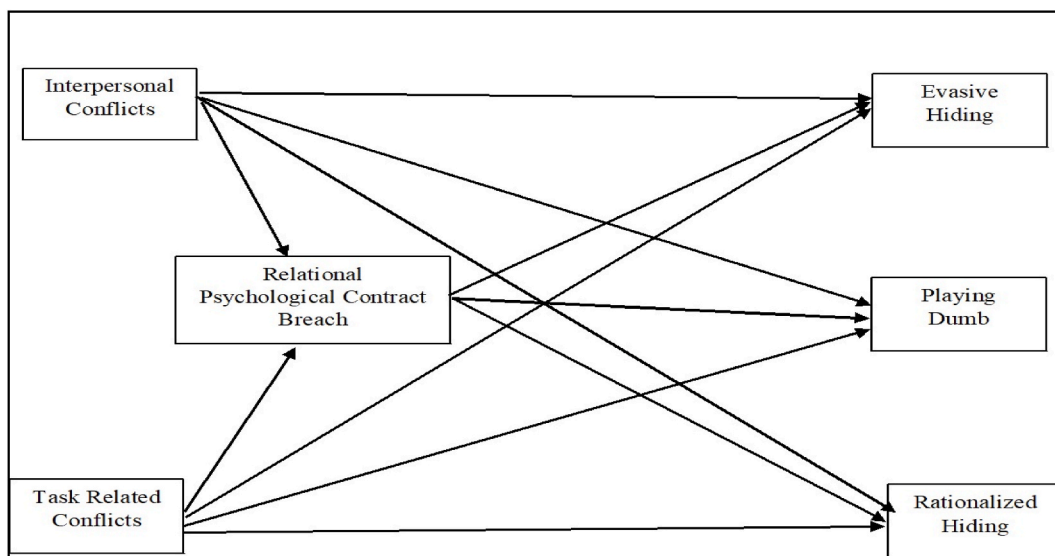 Interpersonal
Conflicts
Evasive
Hiding
Relational
Psychological Contract
Breach
Playing
Dumb
Task Related
Conflicts
Rationalized
Hiding